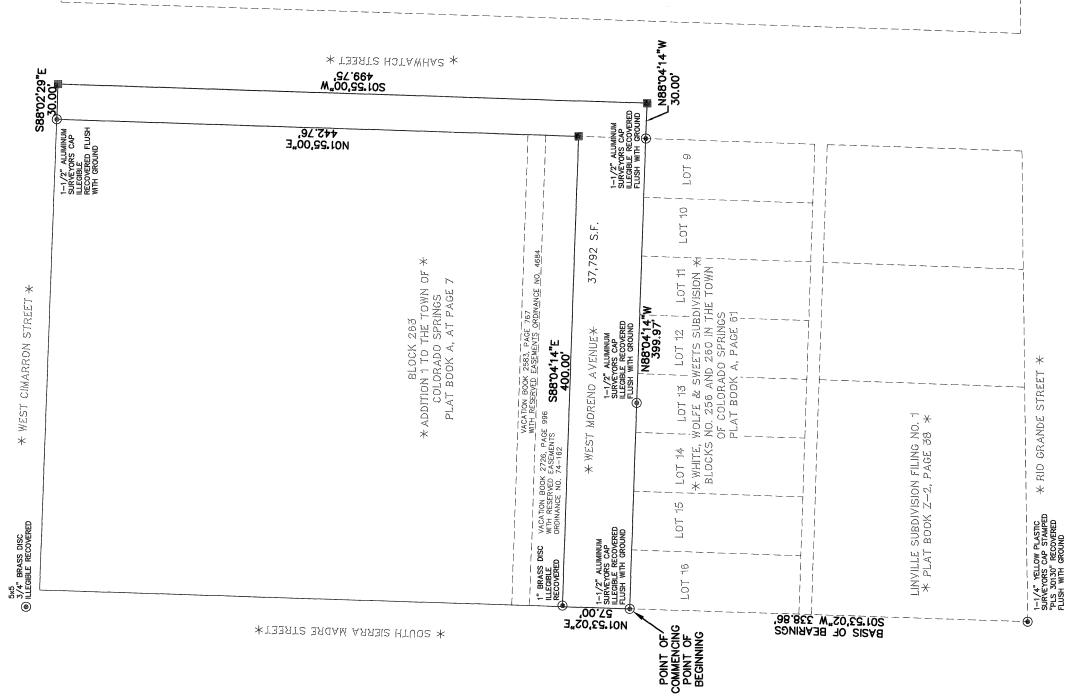 * SAHWATCH STREET *
S88°02'29"E
30.00'
S01°55'00"W
499.75'
N88°04'14"W
30.00'
1-1/2" ALUMINUM
SURVEYORS CAP
ILLEGIBLE
RECOVERED FLUSH
WITH GROUND
N01°55'00"E
442.76'
1-1/2" ALUMINUM
SURVEYORS CAP
ILLEGIBLE RECOVERED
FLUSH WITH GROUND
* WEST CIMARRON STREET *
BLOCK 263
* ADDITION 1 TO THE TOWN OF *
COLORADO SPRINGS
PLAT BOOK A, AT PAGE 7
VACATION BOOK 2583, PAGE 767
WITH RESERVED EASEMENTS ORDINANCE NO. 4684
VACATION BOOK 2726, PAGE 996
WITH RESERVED EASEMENTS
ORDINANCE NO. 74-162
S88°04'14"E
400.00'
37,792 S.F.
* WEST MORENO AVENUE *
1-1/2" ALUMINUM
SURVEYORS CAP
ILLEGIBLE RECOVERED
FLUSH WITH GROUND
N88°04'14"W
399.97'
LOT 9
LOT 10
LOT 11
LOT 12
LOT 13
LOT 14
LOT 15
LOT 16
* WHITE, WOLFE & SWEETS SUBDIVISION *
BLOCKS NO. 256 AND 260 IN THE TOWN
OF COLORADO SPRINGS
PLAT BOOK A, PAGE 61
LINVILLE SUBDIVISION FILING NO. 1
* PLAT BOOK Z-2, PAGE 38 *
* RIO GRANDE STREET *
5x5
3/4" BRASS DISC
ILLEGIBLE RECOVERED
1" BRASS DISC
ILLEGIBLE
RECOVERED
1-1/2" ALUMINUM
SURVEYORS CAP
ILLEGIBLE RECOVERED
FLUSH WITH GROUND
* SOUTH SIERRA MADRE STREET *
N01°53'02"E
57.00'
POINT OF
COMMENCING
POINT OF
BEGINNING
S01°53'02"W 338.86'
BASIS OF BEARINGS
1-1/4" YELLOW PLASTIC
SURVEYORS CAP STAMPED
"PLS 30130" RECOVERED
FLUSH WITH GROUND